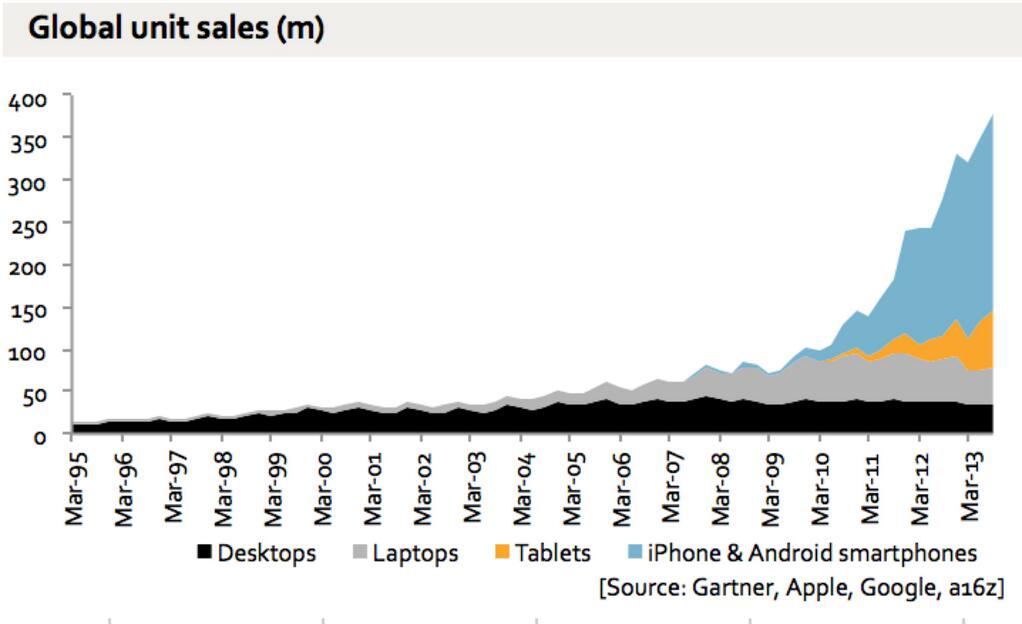 Global unit sales (m)
400
350
300
250
200
150
100
50
0
Mar-95
Mar-96
Mar-97
Mar-98
Mar-99
Mar-00
Mar-01
Mar-02
Mar-03
Mar-04
Mar-05
Mar-06
Mar-07
Mar-08
Mar-09
Mar-10
Mar-11
Mar-12
Mar-13
Desktops Laptops Tablets iPhone & Android smartphones
[Source: Gartner, Apple, Google, a16z]